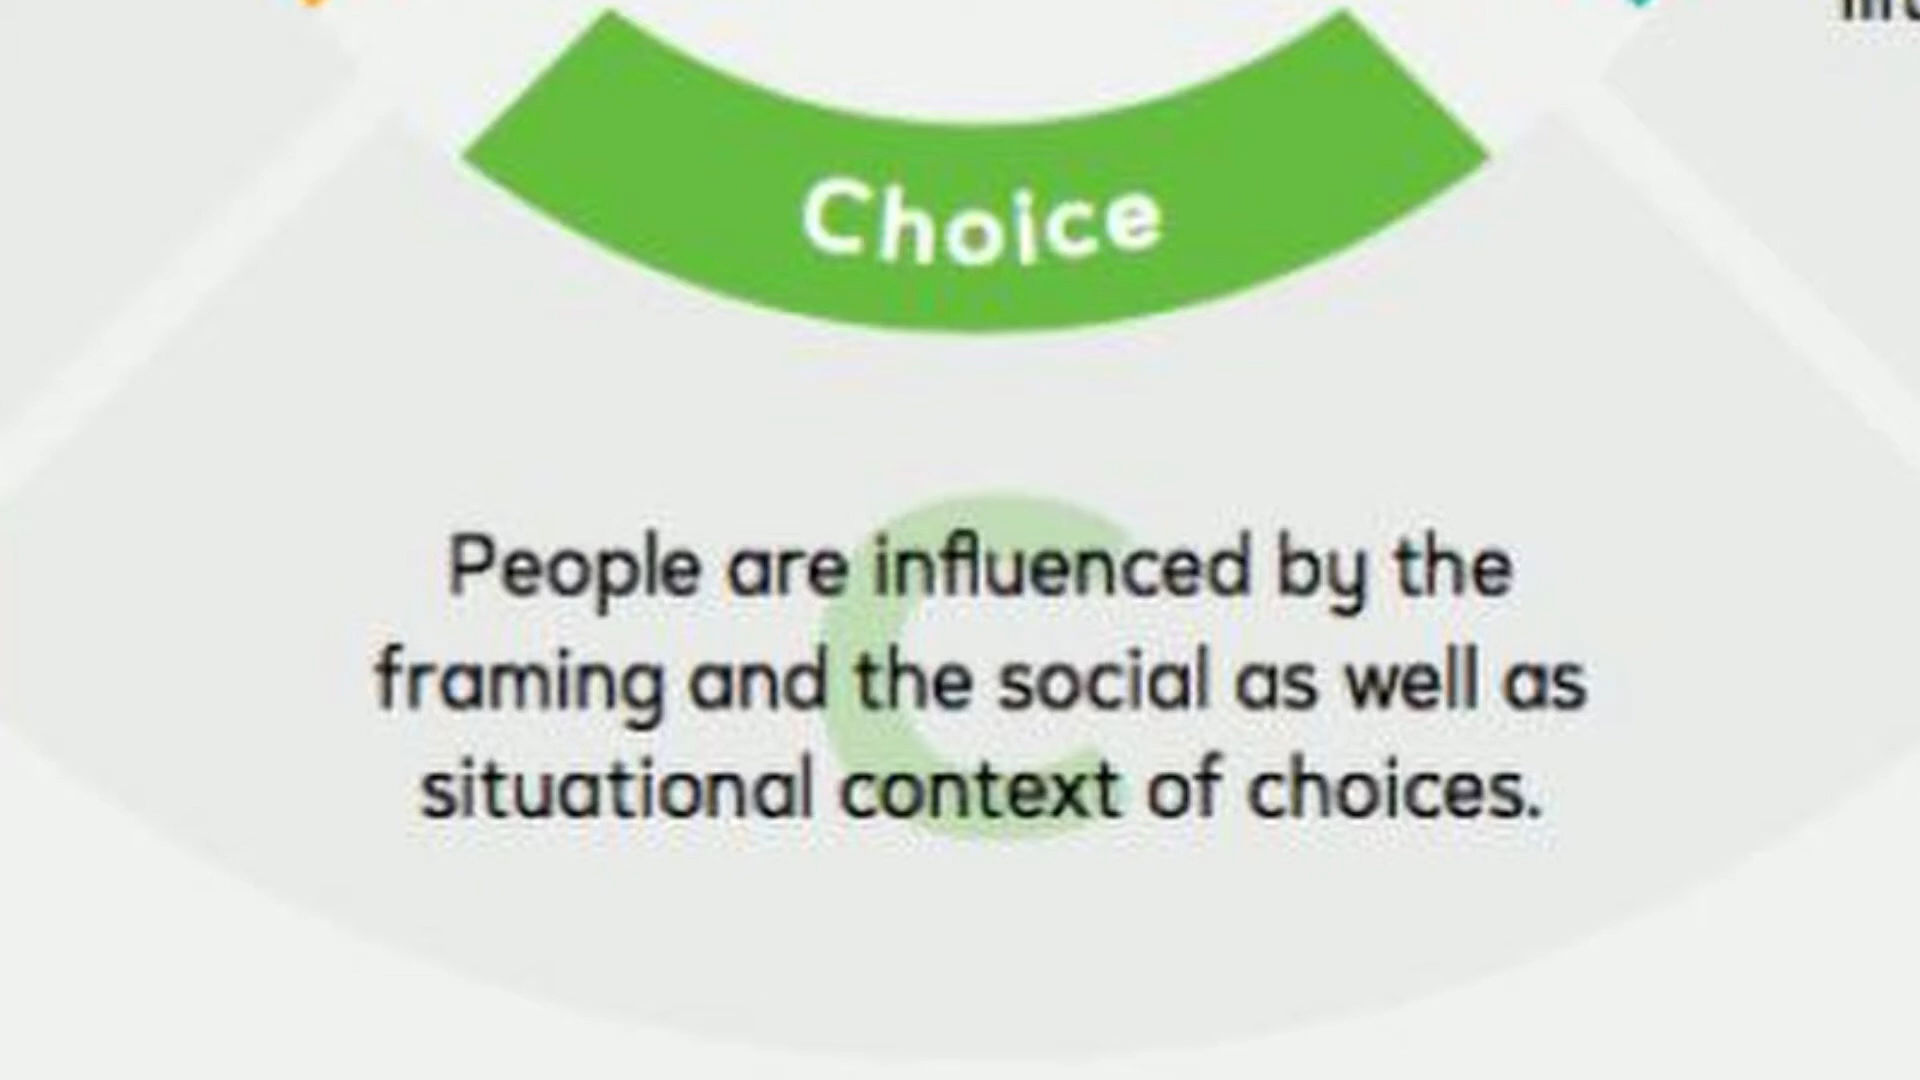 Choice
C
People are influenced by the
framing and the social as well as
situational context of choices.